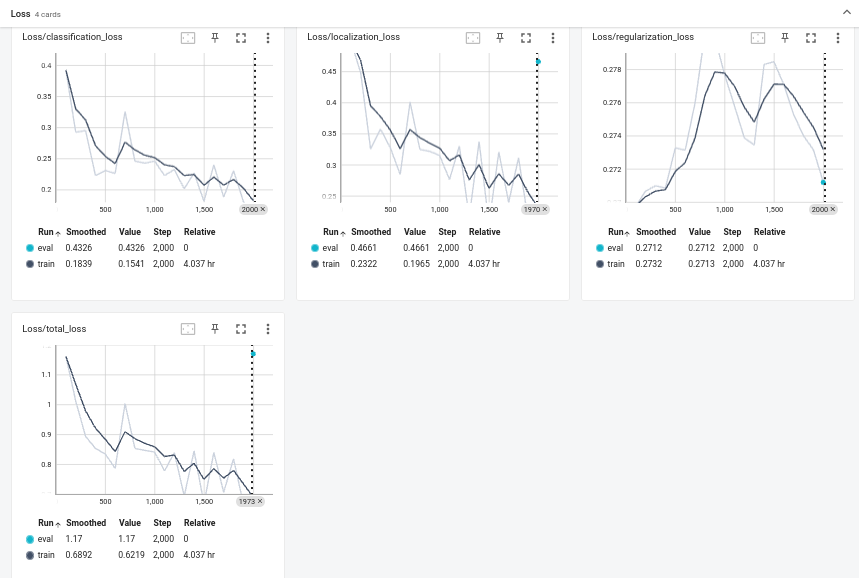 Loss 4 cards
Loss/classification_loss
0.4
0.35
0.3
0.25
0.2
500 1,000 1,500 2000 ×
Run Smoothed Value Step Relative
eval 0.4326 0.4326 2,000 0
train 0.1839 0.1541 2,000 4.037 hr
Loss/localization_loss
0.45
0.4
0.35
0.3
0.25
500 1,000 1,500 1970 ×
Run Smoothed Value Step Relative
eval 0.4661 0.4661 2,000 0
train 0.2322 0.1965 2,000 4.037 hr
Loss/regularization_loss
0.278
0.276
0.274
0.272
500 1,000 1,500 2000 ×
Run Smoothed Value Step Relative
eval 0.2712 0.2712 2,000 0
train 0.2732 0.2713 2,000 4.037 hr
Loss/total_loss
1.1
1
0.9
0.8
500 1,000 1,500 1973 ×
Run Smoothed Value Step Relative
eval 1.17 1.17 2,000 0
train 0.6892 0.6219 2,000 4.037 hr